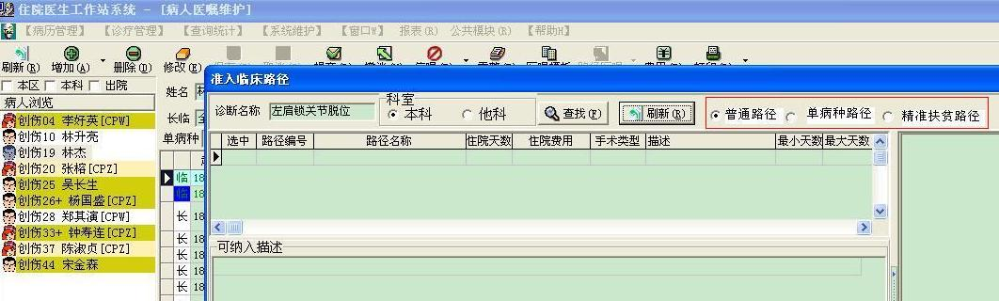 住院医生工作站系统 - [病人医嘱维护]
【病历管理】 【诊疗管理】 【查询统计】 【系统维护】 【窗口W】 报表(R) 公共模块(R) 【帮助H】
刷新(R) 增加(A) 删除(D) 修改(E)
本区 本科 出院
病人浏览
创伤04 李好英[CPW]
创伤10 林升亮
创伤19 林杰
创伤20 张榕[CPZ]
创伤25 吴长生
创伤26+ 杨国盛[CPZ]
创伤28 郑其演[CPW]
创伤33+ 钟寿连[CPZ]
创伤37 陈淑贞[CPZ]
创伤44 宋金森
姓名
长临
单病种
临 18
临 18
长 18
长 18
长 18
长 18
长 18
准入临床路径
诊断名称 左肩锁关节脱位 科室 本科 他科 查找(F) 刷新(R) 普通路径 单病种路径 精准扶贫路径
选中 路径编号 路径名称 住院天数 住院费用 手术类型 描述 最小天数 最大天数
可纳入描述